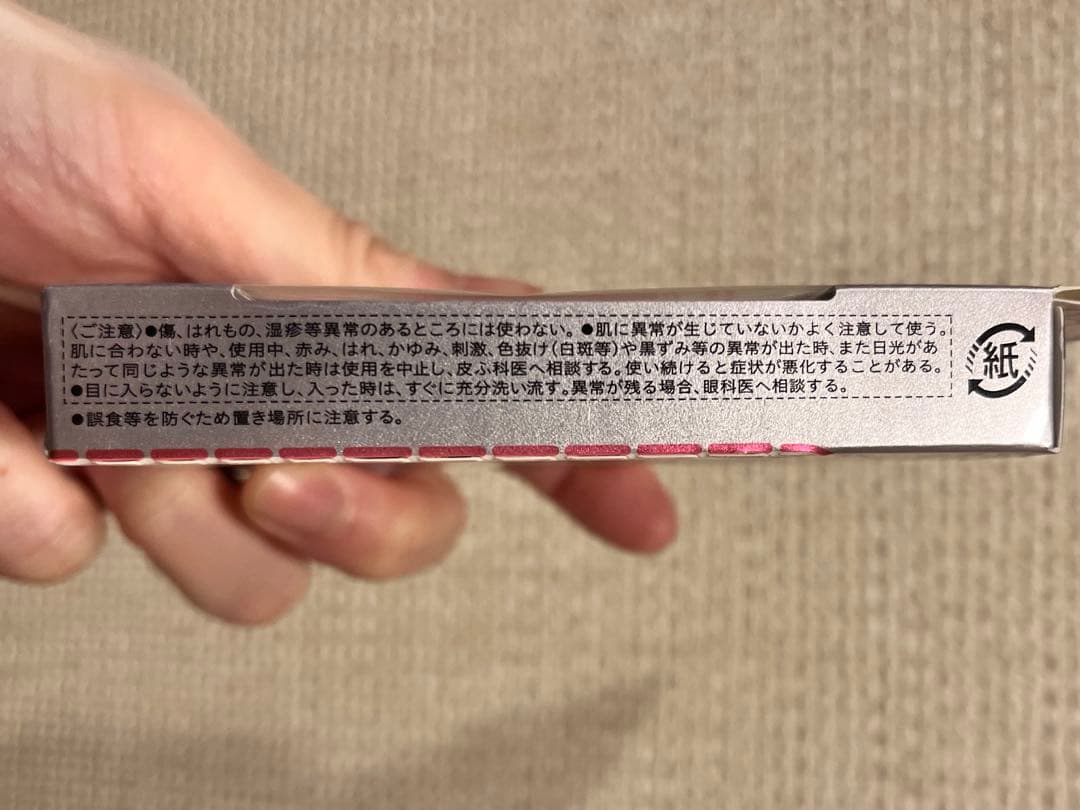 〈ご注意〉●傷、はれもの、湿疹等異常のあるところには使わない。●肌に異常が生じていないかよく注意して使う。
肌に合わない時や、使用中、赤み、はれ、かゆみ、刺激、色抜け(白斑等)や黒ずみ等の異常が出た時、また日光があ
たって同じような異常が出た時は使用を中止し、皮ふ科医へ相談する。使い続けると症状が悪化することがある。
●目に入らないように注意し、入った時は、すぐに充分洗い流す。異常が残る場合、眼科医へ相談する。
●誤食等を防ぐため置き場所に注意する。
紙